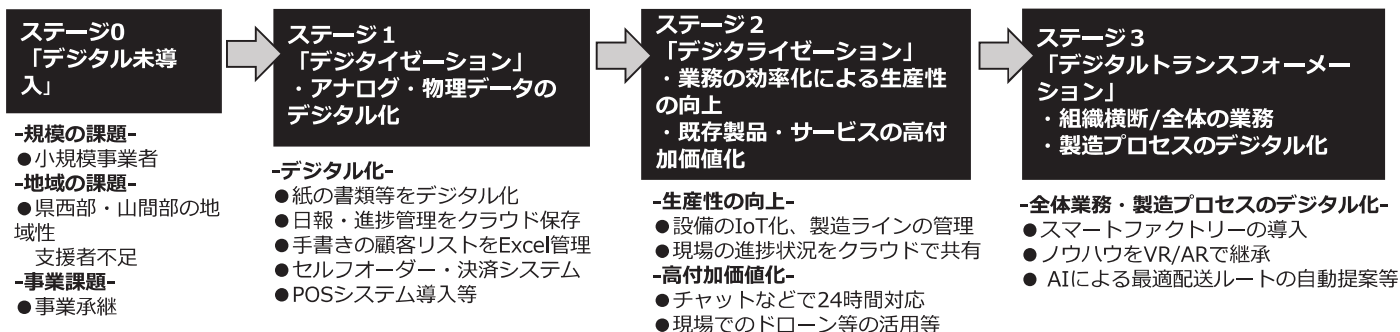 ステージ0
「デジタル未導
入」
-規模の課題-
●小規模事業者
-地域の課題-
●県西部・山間部の地
域性
支援者不足
-事業課題-
●事業承継
ステージ１
「デジタイゼーション」
・アナログ・物理データの
デジタル化
-デジタル化-
●紙の書類等をデジタル化
●日報・進捗管理をクラウド保存
●手書きの顧客リストをExcel管理
●セルフオーダー・決済システム
●POSシステム導入等
ステージ２
「デジタライゼーション」
・業務の効率化による生産性
の向上
・既存製品・サービスの高付
加価値化
-生産性の向上-
●設備のIoT化、製造ラインの管理
●現場の進捗状況をクラウドで共有
-高付加価値化-
●チャットなどで24時間対応
●現場でのドローン等の活用等
ステージ３
「デジタルトランスフォーメー
ション」
・組織横断/全体の業務
・製造プロセスのデジタル化
-全体業務・製造プロセスのデジタル化-
●スマートファクトリーの導入
●ノウハウをVR/ARで継承
● AIによる最適配送ルートの自動提案等